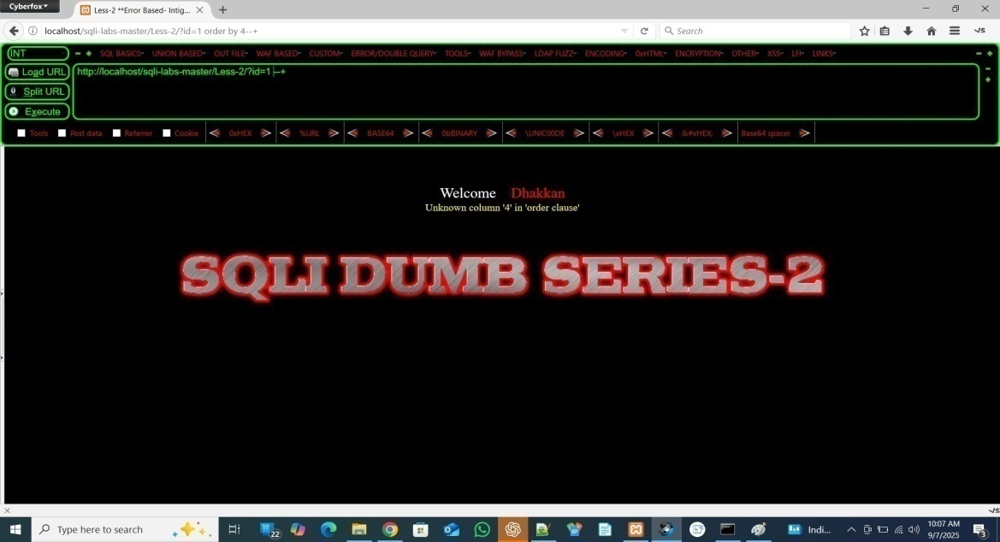 Cyberfox
Less-2 **Error Based- Intig...
localhost/sqli-labs-master/Less-2/?id=1 order by 4--+
Search
INT
SQL BASICS UNION BASED OUT FILE WAF BASED CUSTOM ERROR/DOUBLE QUERY TOOLS WAF BYPASS LDAP FUZZ ENCODING 0xHTML ENCRYPTION OTHER XSS LFI LINKS
Load URL
http://localhost/sqli-labs-master/Less-2/?id=1 --+
Split URL
Execute
Tools Post data Referrer Cookie 0xHEX %URL BASE64 0bBINARY \UNIC00DE \xHEX &#xHEX; Base64 spacer
Welcome Dhakkan
Unknown column '4' in 'order clause'
SQLI DUMB SERIES-2
Type here to search
22
Indi...
10:07 AM
9/7/2025
3